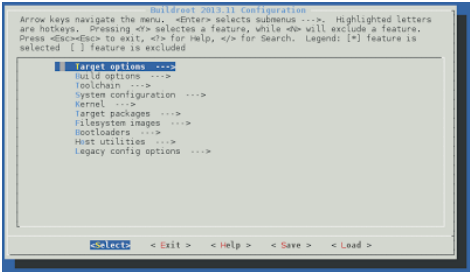 Buildroot 2013.11 Configuration
Arrow keys navigate the menu. <Enter> selects submenus --->. Highlighted letters
are hotkeys. Pressing <Y> selectes a feature, while <N> will exclude a feature.
Press <Esc><Esc> to exit, <?> for Help, </> for Search. Legend: [*] feature is
selected [ ] feature is excluded
Target options --->
Build options --->
Toolchain --->
System configuration --->
Kernel --->
Target packages --->
Filesystem images --->
Bootloaders --->
Host utilities --->
Legacy config options --->
<Select> < Exit > < Help > < Save > < Load >